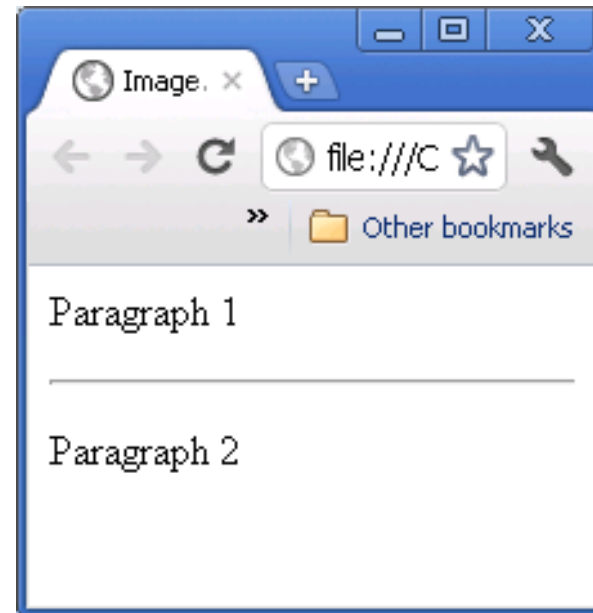 Image.
file:///C
»
Other bookmarks
Paragraph 1
Paragraph 2